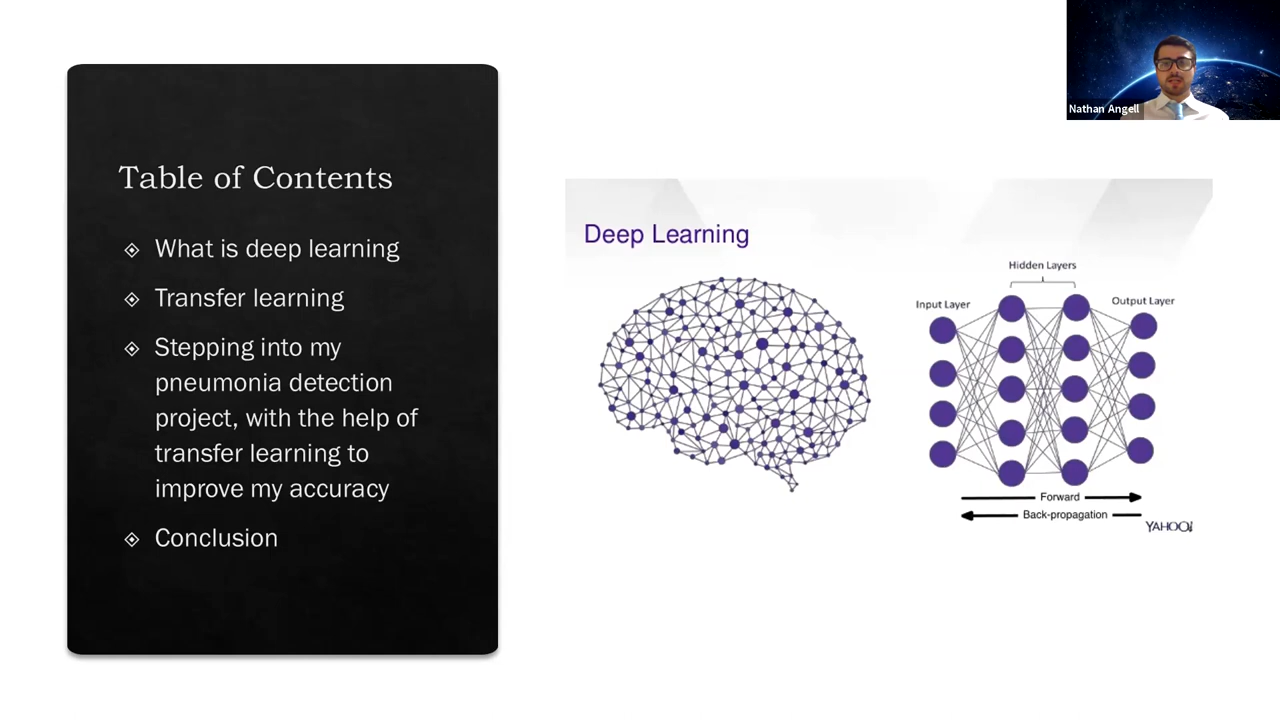 Table of Contents
What is deep learning
Transfer learning
Stepping into my
pneumonia detection
project, with the help of
transfer learning to
improve my accuracy
Conclusion
Nathan Angell
Deep Learning
Hidden Layers
Input Layer
Output Layer
Forward
Back-propagation
YAHOO!